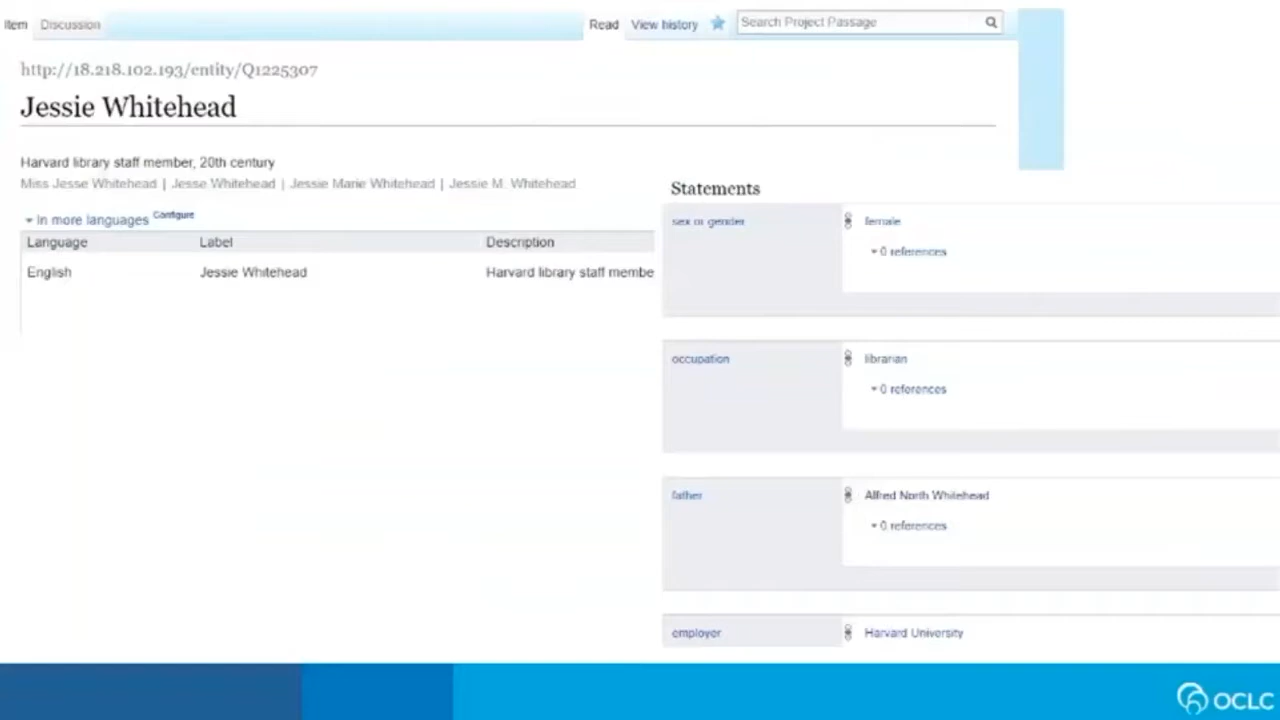 Item Discussion Read View history Search Project Passage
http://18.218.102.193/entity/Q1225307
Jessie Whitehead
Harvard library staff member, 20th century
Miss Jesse Whitehead | Jesse Whitehead | Jessie Marie Whitehead | Jessie M. Whitehead
In more languages Configure
Language Label Description
English Jessie Whitehead Harvard library staff membe
Statements
sex or gender female
0 references
occupation librarian
0 references
father Alfred North Whitehead
0 references
employer Harvard University
OCLC